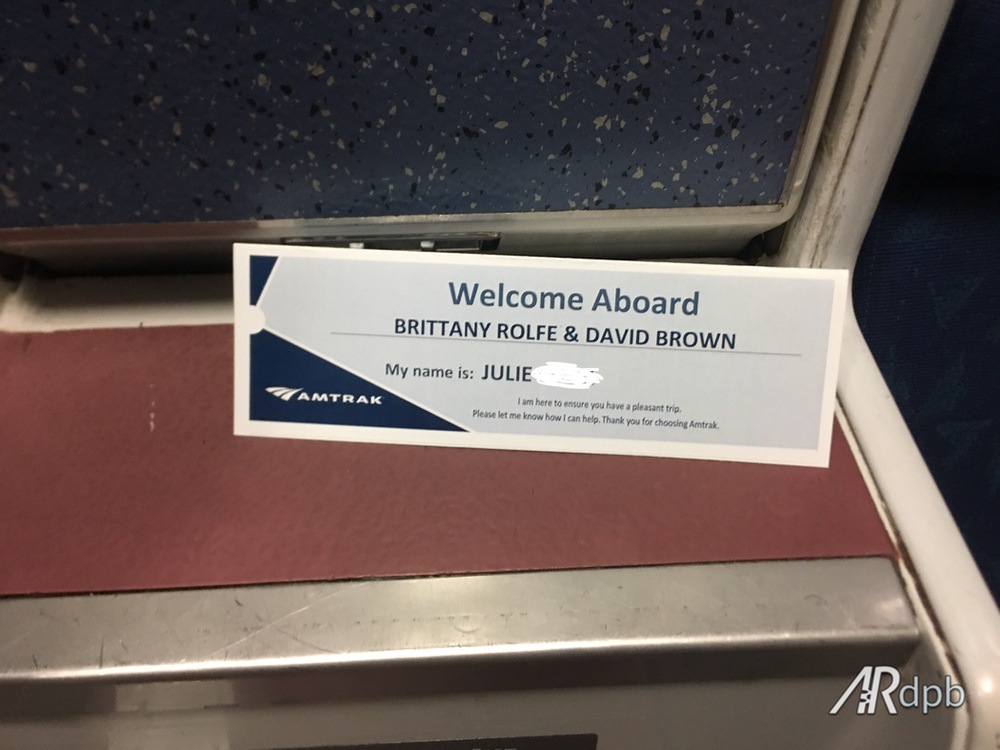 Welcome Aboard
BRITTANY ROLFE & DAVID BROWN
My name is: JULIE
AMTRAK
I am here to ensure you have a pleasant trip.
Please let me know how I can help. Thank you for choosing Amtrak.
ARdpb